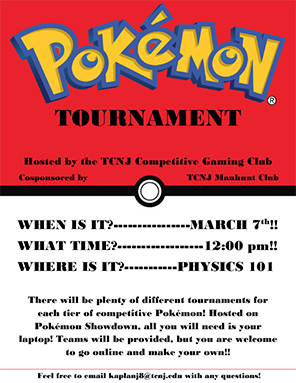 POKéMON®
TOURNAMENT
Hosted by the TCNJ Competitive Gaming Club
Cosponsored by TCNJ Manhunt Club
WHEN IS IT?----------------MARCH 7th!!
WHAT TIME?------------------12:00 pm!!
WHERE IS IT?-----------PHYSICS 101
There will be plenty of different tournaments for
each tier of competitive Pokémon! Hosted on
Pokémon Showdown, all you will need is your
laptop! Teams will be provided, but you are welcome
to go online and make your own!!
Feel free to email kaplanj8@tcnj.edu with any questions!